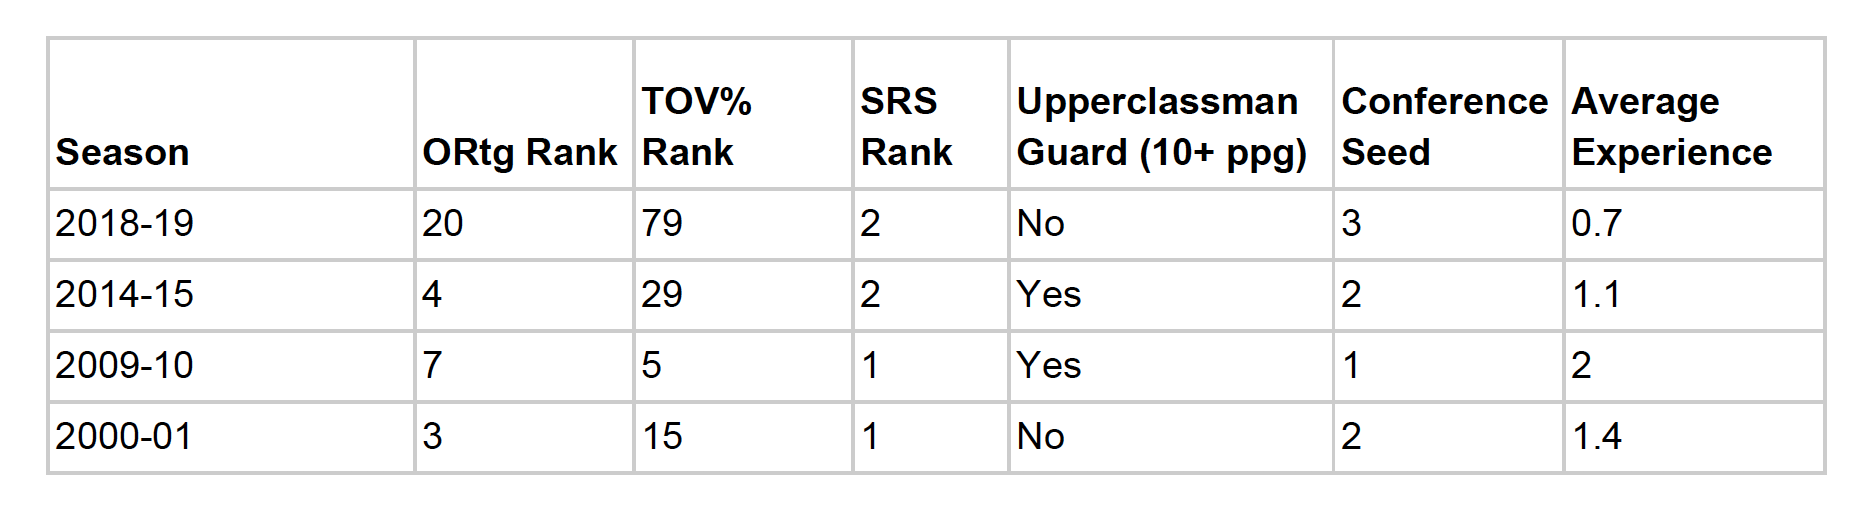 Season ORtg Rank TOV% Rank SRS Rank Upperclassman Guard (10+ ppg) Conference Seed Average Experience
2018-19 20 79 2 No 3 0.7
2014-15 4 29 2 Yes 2 1.1
2009-10 7 5 1 Yes 1 2
2000-01 3 15 1 No 2 1.4